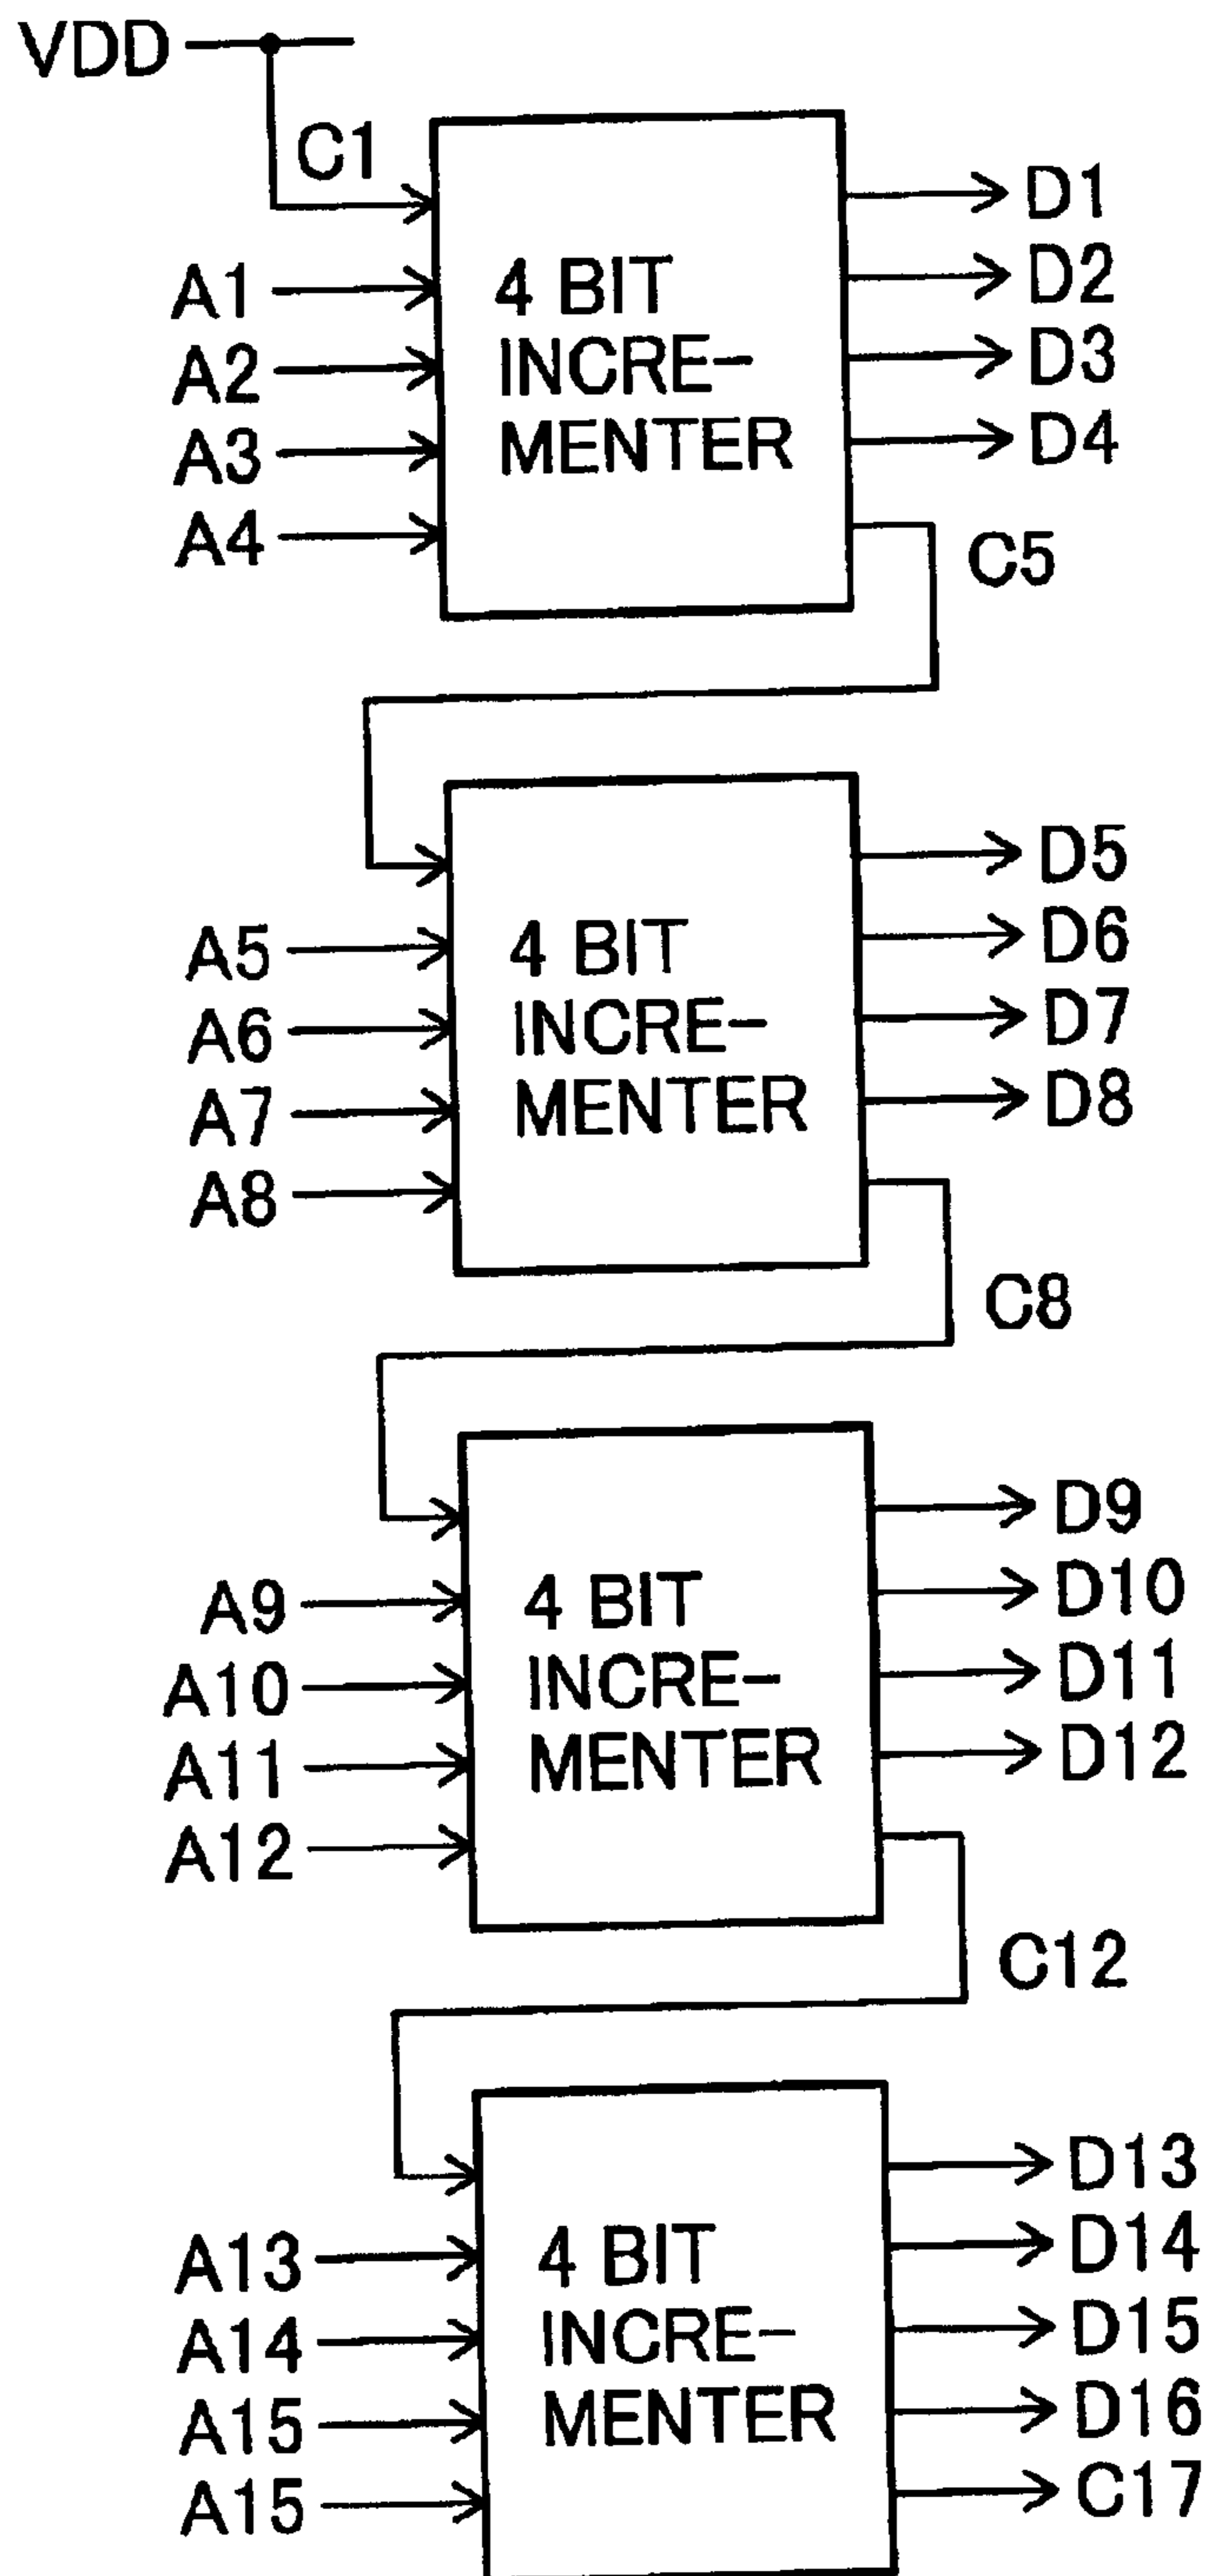 VDD
C1
A1
A2
A3
A4
4 BIT
INCRE-
MENTER
D1
D2
D3
D4
C5
A5
A6
A7
A8
4 BIT
INCRE-
MENTER
D5
D6
D7
D8
C8
A9
A10
A11
A12
4 BIT
INCRE-
MENTER
D9
D10
D11
D12
C12
A13
A14
A15
A15
4 BIT
INCRE-
MENTER
D13
D14
D15
D16
C17